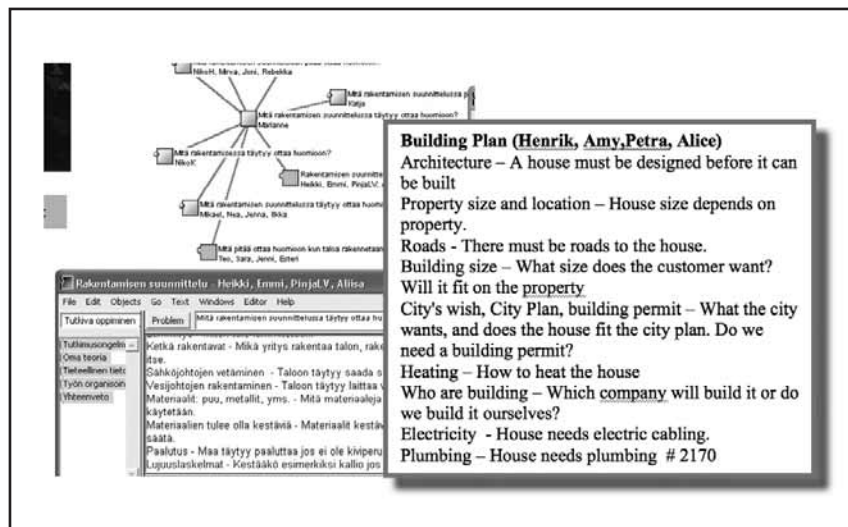 NikoH, Mirva, Joni, Rebekka
Mitä rakentamisen suunnittelussa p
Katja
Mitä rakentamisen suunnittelussa täytyy ottaa huomioon?
Marianne
Mitä rakentamisessa täytyy ottaa huomioon?
NikoK
Rakentamisen suunnitte
Heikki, Emmi, PinjaLV,
Mitä rakentamisen suunnittelussa täytyy ottaa huomi
Mikael, Nea, Jenna, Ilkka
Mitä pitää ottaa huomioon kun taloa rakennetaan
Teo, Sara, Jenni, Esteri
Rakentamisen suunnittelu - Heikki, Emmi, PinjaLV, Aliisa
File Edit Objects Go Text Windows Editor Help
Tutkiva oppiminen Problem Mitä rakentamisen suunnittelussa täytyy ottaa hu
Tutkimusongelm
Oma teoria
Tieteellinen tieto
Työn organisoin
Yhteenveto
Ketkä rakentavat - Mikä yritys rakentaa talon, rake
itse.
Sähköjohtojen vetäminen - Taloon täytyy saada s
Vesijohtojen rakentaminen - Taloon täytyy laittaa v
Materiaalit: puu, metallit, yms. - Mitä materiaaleja
käytetään.
Materiaalien tulee olla kestäviä - Materiaalit kestäv
säätä.
Paalutus - Maa täytyy paaluttaa jos ei ole kiviperu
Lujuuslaskelmat - Kestääkö esimerkiksi kallio jos
Building Plan (Henrik, Amy,Petra, Alice)
Architecture – A house must be designed before it can
be built
Property size and location – House size depends on
property.
Roads - There must be roads to the house.
Building size – What size does the customer want?
Will it fit on the property
City's wish, City Plan, building permit – What the city
wants, and does the house fit the city plan. Do we
need a building permit?
Heating – How to heat the house
Who are building – Which company will build it or do
we build it ourselves?
Electricity - House needs electric cabling.
Plumbing – House needs plumbing # 2170